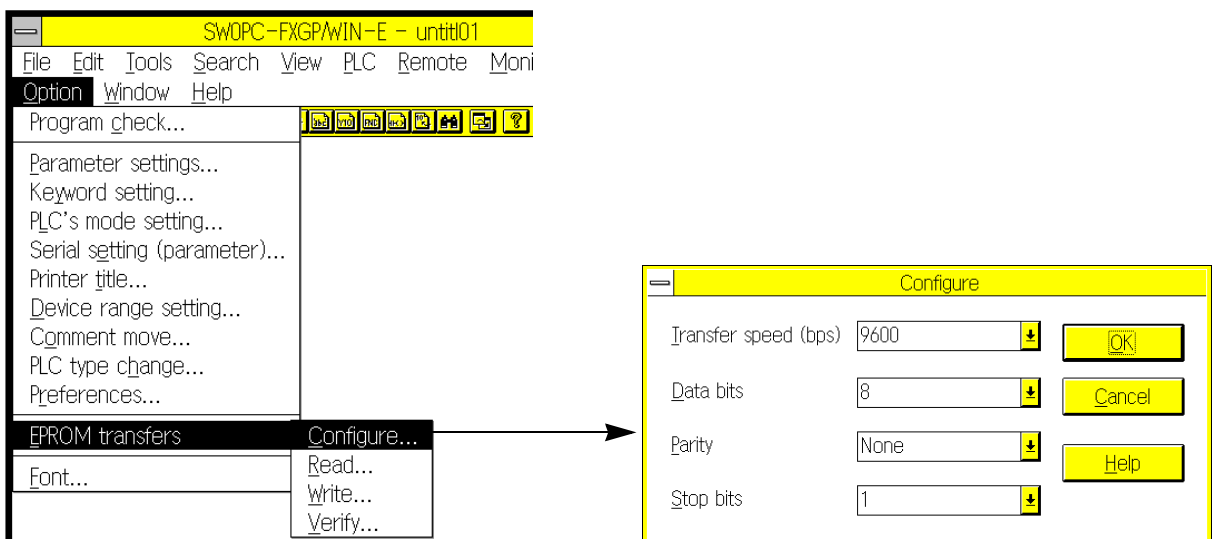 SW0PC-FXGP/WIN-E - untitl01
File Edit Tools Search View PLC Remote Moni
Option Window Help
Program check...
Parameter settings...
Keyword setting...
PLC's mode setting...
Serial setting (parameter)...
Printer title...
Device range setting...
Comment move...
PLC type change...
Preferences...
EPROM transfers
Font...
Configure...
Read...
Write...
Verify...
Configure
Transfer speed (bps) 9600 OK
Data bits 8 Cancel
Parity None Help
Stop bits 1